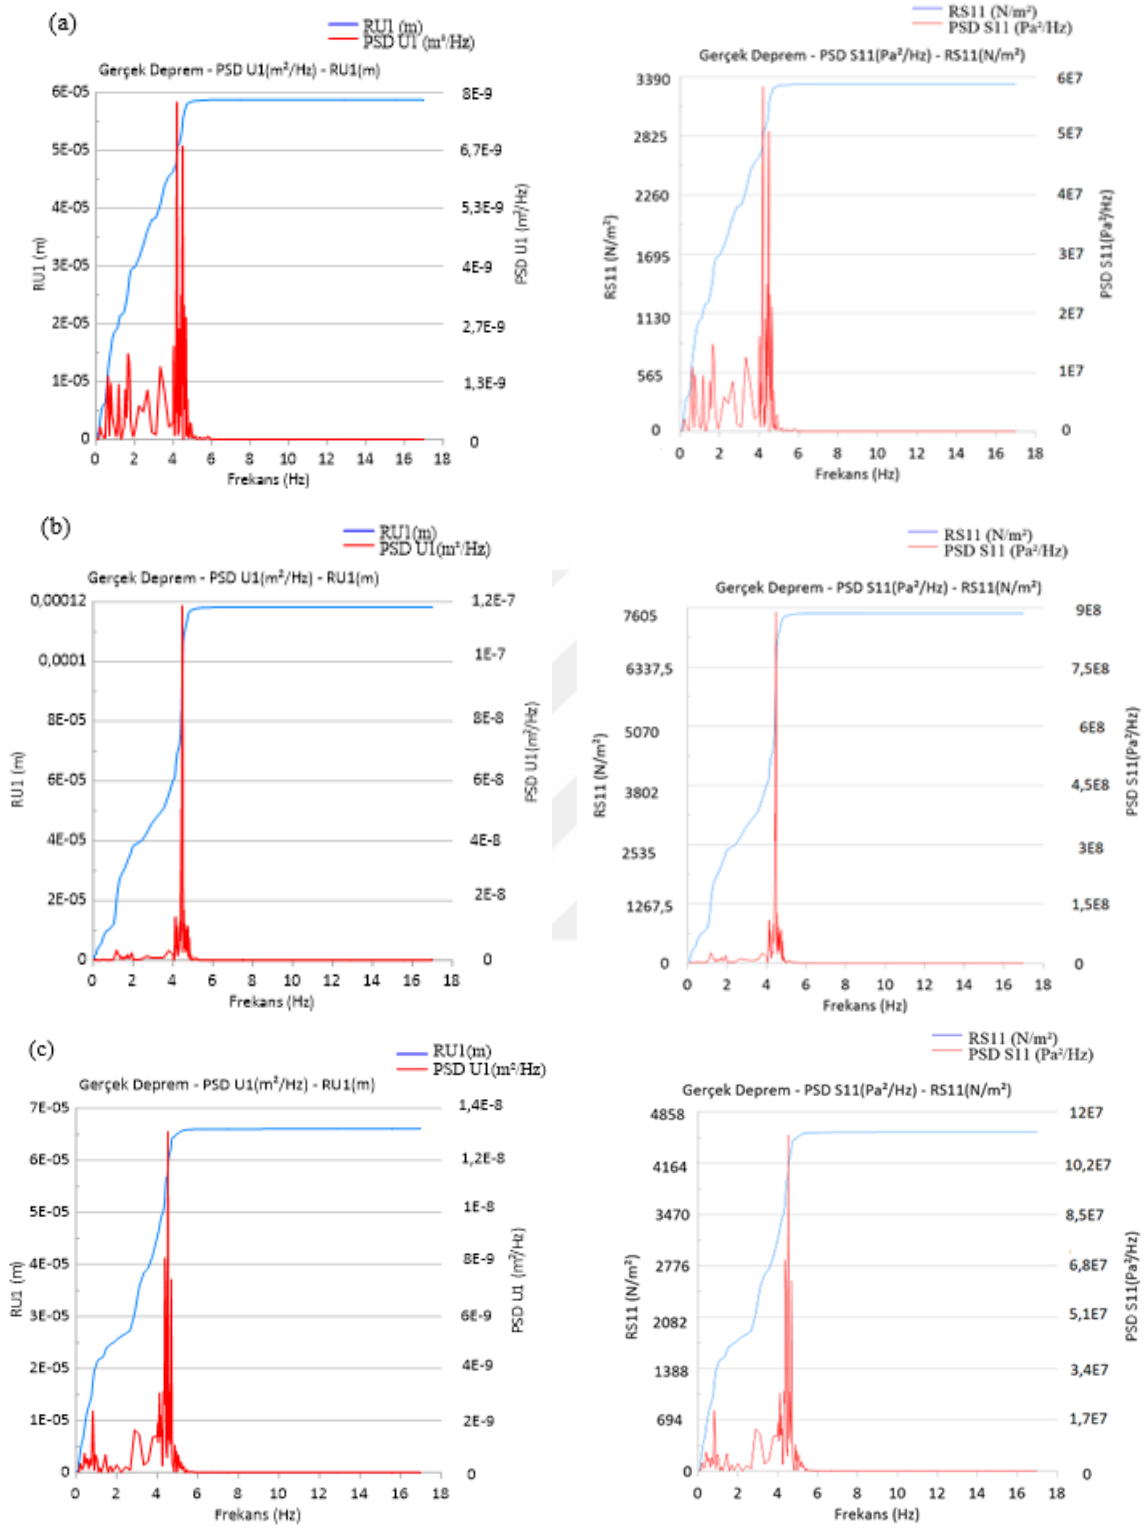 (a)
RU1 (m)
PSD U1 (m²/Hz)
Gerçek Deprem - PSD U1(m²/Hz) - RU1(m)
6E-05
5E-05
4E-05
3E-05
2E-05
1E-05
0
8E-9
6,7E-9
5,3E-9
4E-9
2,7E-9
1,3E-9
0
RU1 (m)
PSD U1 (m²/Hz)
0 2 4 6 8 10 12 14 16 18
Frekans (Hz)
RS11 (N/m²)
PSD S11 (Pa²/Hz)
Gerçek Deprem - PSD S11(Pa²/Hz) - RS11(N/m²)
3390
2825
2260
1695
1130
565
0
6E7
5E7
4E7
3E7
2E7
1E7
0
RS11 (N/m²)
PSD S11(Pa²/Hz)
0 2 4 6 8 10 12 14 16 18
Frekans (Hz)
(b)
RU1(m)
PSD U1(m²/Hz)
Gerçek Deprem - PSD U1(m²/Hz) - RU1(m)
0,00012
0,0001
8E-05
6E-05
4E-05
2E-05
0
1,2E-7
1E-7
8E-8
6E-8
4E-8
2E-8
0
RU1 (m)
PSD U1(m²/Hz)
0 2 4 6 8 10 12 14 16 18
Frekans (Hz)
RS11 (N/m²)
PSD S11 (Pa²/Hz)
Gerçek Deprem - PSD S11(Pa²/Hz) - RS11(N/m²)
7605
6337,5
5070
3802
2535
1267,5
0
9E8
7,5E8
6E8
4,5E8
3E8
1,5E8
0
RS11 (N/m²)
PSD S11(Pa²/Hz)
0 2 4 6 8 10 12 14 16 18
Frekans (Hz)
(c)
RU1(m)
PSD U1(m²/Hz)
Gerçek Deprem - PSD U1(m²/Hz) - RU1(m)
7E-05
6E-05
5E-05
4E-05
3E-05
2E-05
1E-05
0
1,4E-8
1,2E-8
1E-8
8E-9
6E-9
4E-9
2E-9
0
RU1 (m)
PSD U1 (m²/Hz)
0 2 4 6 8 10 12 14 16 18
Frekans (Hz)
RS11 (N/m²)
PSD S11 (Pa²/Hz)
Gerçek Deprem - PSD S11(Pa²/Hz) - RS11(N/m²)
4858
4164
3470
2776
2082
1388
694
0
12E7
10,2E7
8,5E7
6,8E7
5,1E7
3,4E7
1,7E7
0
RS11 (N/m²)
PSD S11(Pa²/Hz)
0 2 4 6 8 10 12 14 16 18
Frekans (Hz)